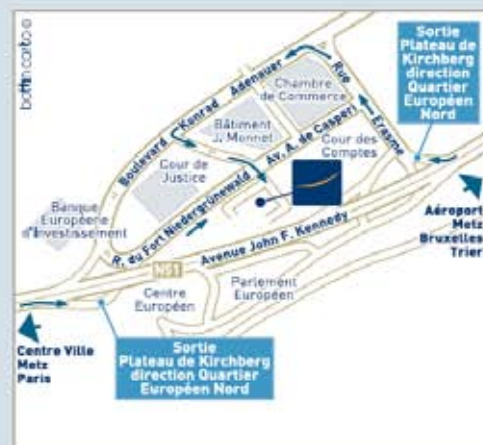 bottin carto ©
Sortie
Plateau de
Kirchberg
direction
Quartier
Européen
Nord
Boulevard Konrad Adenauer
Rue Erasme
Chambre
de Commerce
Bâtiment
J. Monnet
Av. A. de Gasperi
Cour des
Comptes
Cour de
Justice
R. du Fort Niedergrünewald
Banque
Européenne
d'Investissement
Avenue John F. Kennedy
N51
Aéroport
Metz
Bruxelles
Trier
Centre
Européen
Parlement
Européen
Centre Ville
Metz
Paris
Sortie
Plateau de Kirchberg
direction Quartier
Européen Nord